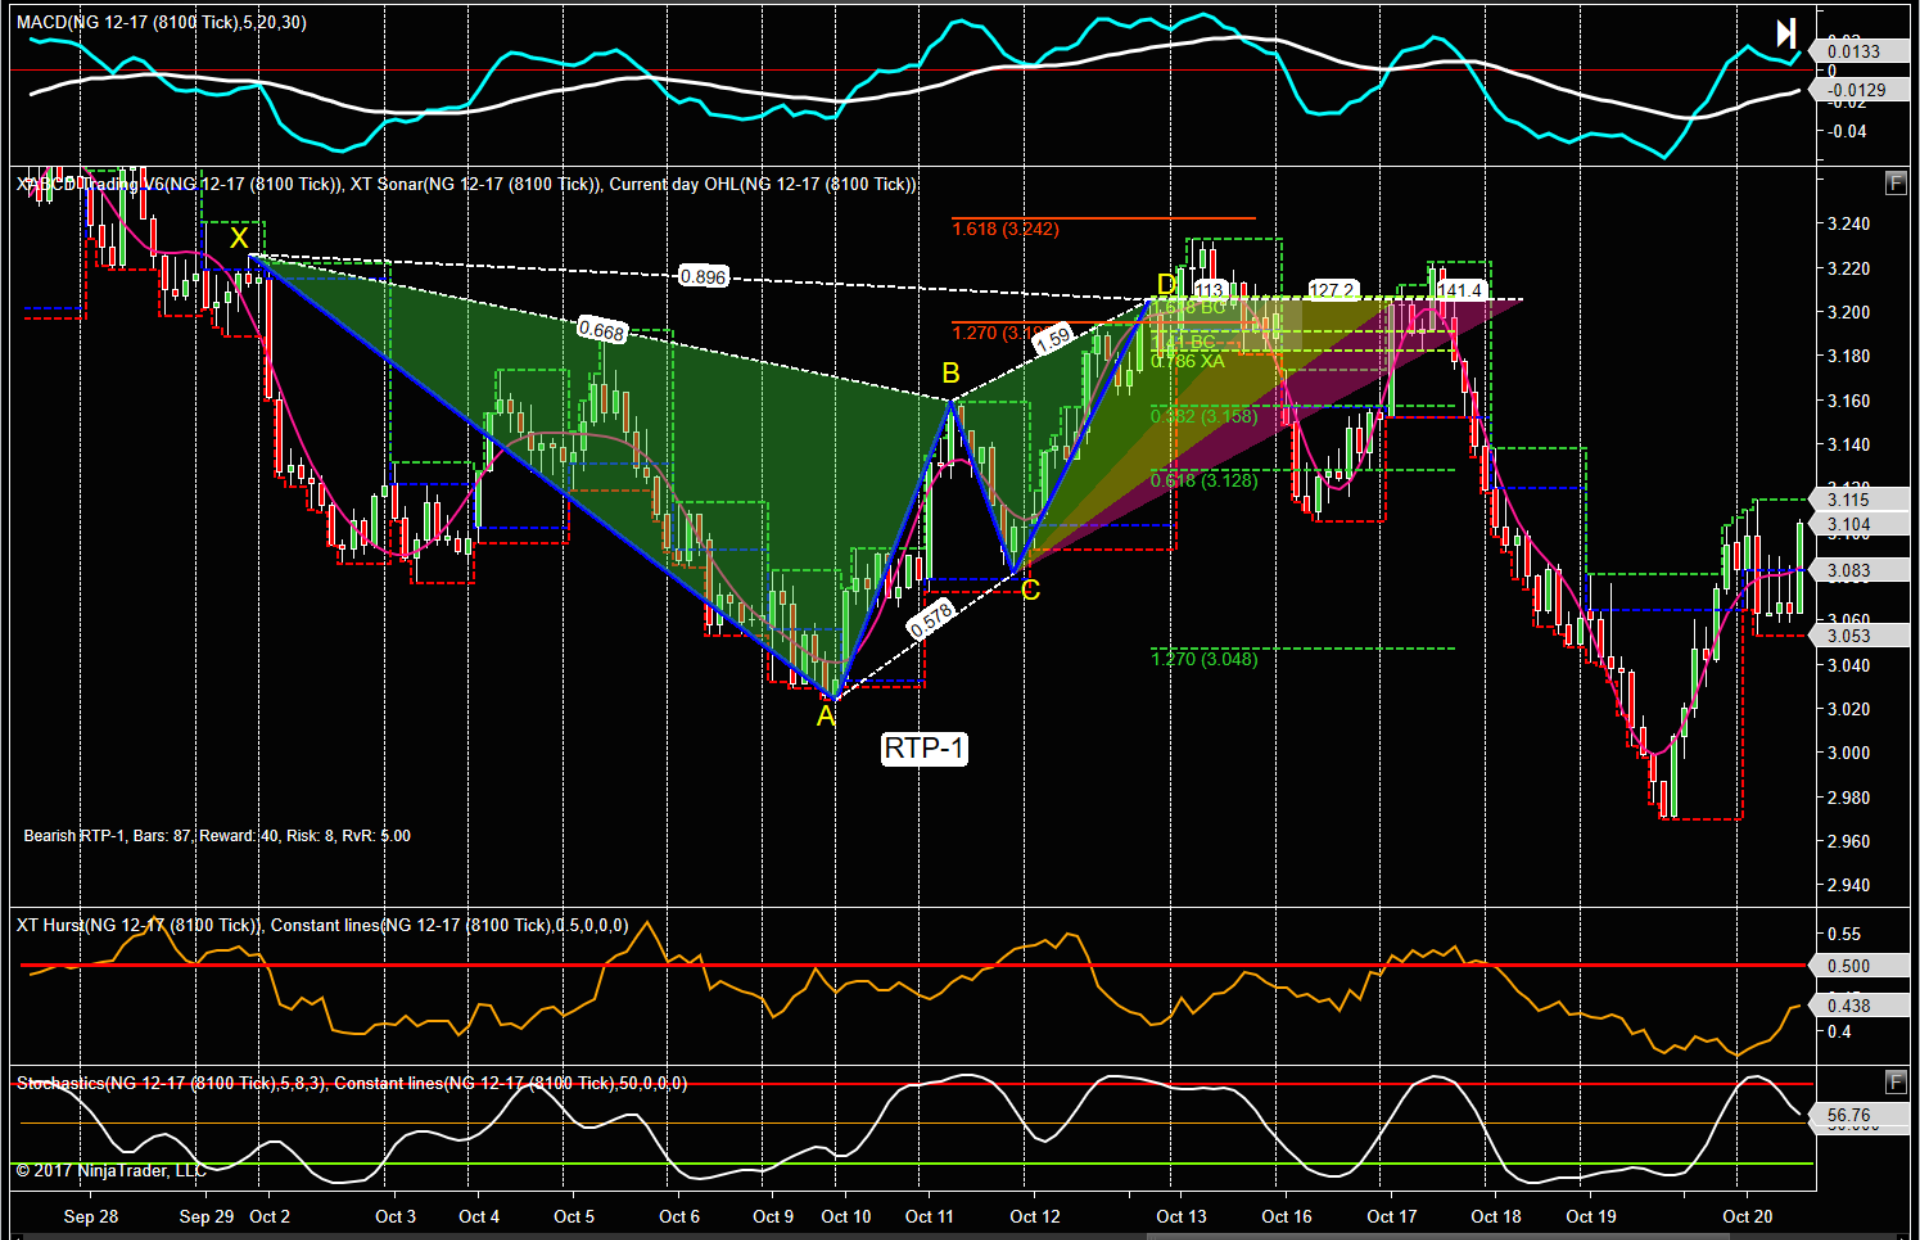 MACD(NG 12-17 (8100 Tick),5,20,30)
0.0133
0
-0.0129
-0.02
-0.04
XABCD Trading V6(NG 12-17 (8100 Tick)), XT Sonar(NG 12-17 (8100 Tick)), Current day OHL(NG 12-17 (8100 Tick))
F
3.240
3.220
3.200
3.180
3.160
3.140
3.115
3.104
3.083
3.060
3.053
3.040
3.020
3.000
2.980
2.960
2.940
X
0.896
0.668
1.618 (3.242)
D
113
127.2
141.4
1.618 BC
1.270
1.59
1.41 BC
0.786 XA
B
0.382 (3.158)
0.618 (3.128)
C
0.578
1.270 (3.048)
A
RTP-1
Bearish RTP-1, Bars: 87, Reward: 40, Risk: 8, RvR: 5.00
XT Hurst(NG 12-17 (8100 Tick)), Constant lines(NG 12-17 (8100 Tick),0.5,0,0,0)
0.55
0.500
0.438
0.4
Stochastics(NG 12-17 (8100 Tick),5,8,3), Constant lines(NG 12-17 (8100 Tick),50,0,0,0)
F
56.76
© 2017 NinjaTrader, LLC
Sep 28 Sep 29 Oct 2 Oct 3 Oct 4 Oct 5 Oct 6 Oct 9 Oct 10 Oct 11 Oct 12 Oct 13 Oct 16 Oct 17 Oct 18 Oct 19 Oct 20